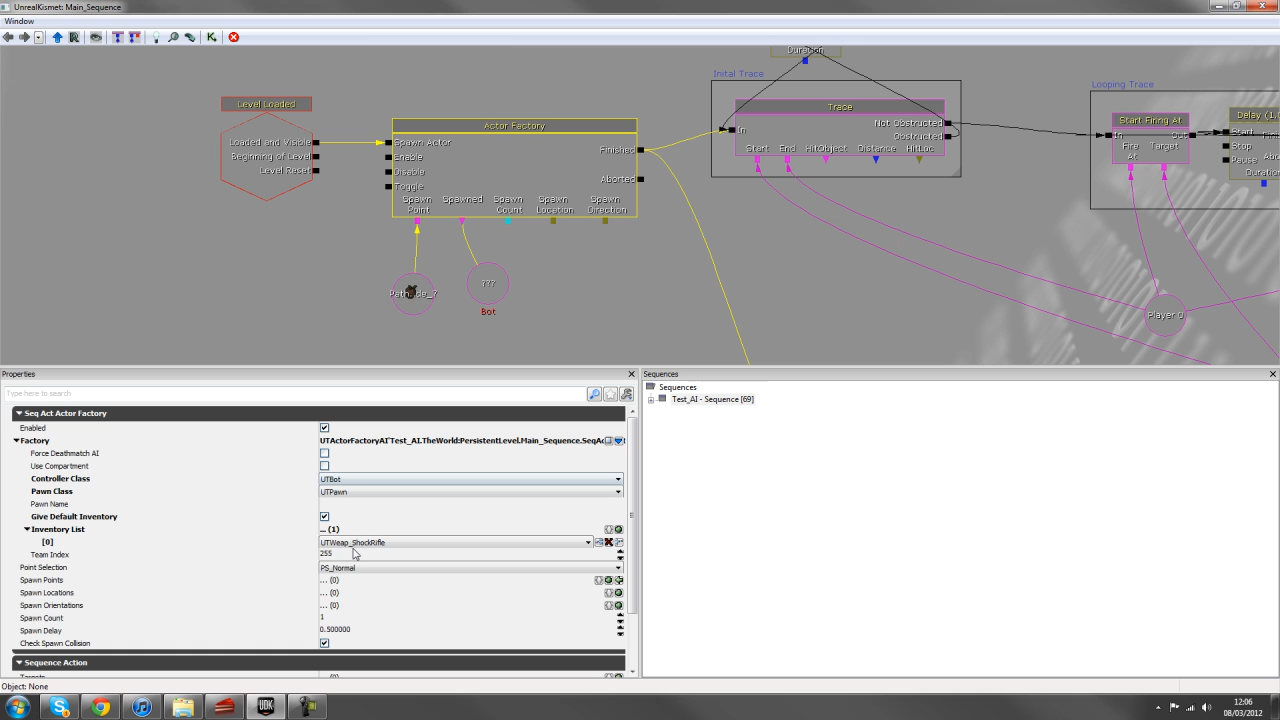 UnrealKismet: Main_Sequence
Window
Duration
Inital Trace
Looping Trace
Level Loaded
Loaded and Visible
Beginning of Level
Level Reset
Actor Factory
Spawn Actor
Enable
Disable
Toggle
Finished
Aborted
Spawn Point
Spawned
Spawn Count
Spawn Location
Spawn Direction
???
Bot
Trace
In
Not Obstructed
Obstructed
Start End HitObject Distance HitLoc
Start Firing At
In Out
Fire At
Target
Delay (1.
Start
Stop
Pause
Player 0
Properties
Type here to search
Seq Act Actor Factory
Enabled
Factory UTActorFactoryAI'Test_AI.TheWorld:PersistentLevel.Main_Sequence.SeqAc
Force Deathmatch AI
Use Compartment
Controller Class UTBot
Pawn Class UTPawn
Pawn Name
Give Default Inventory
Inventory List ... (1)
[0] UTWeap_ShockRifle
Team Index 255
Point Selection PS_Normal
Spawn Points ... (0)
Spawn Locations ... (0)
Spawn Orientations ... (0)
Spawn Count 1
Spawn Delay 0.500000
Check Spawn Collision
Sequence Action
Sequences
Sequences
Test_AI - Sequence [69]
Object: None
UDK
12:06
08/03/2012